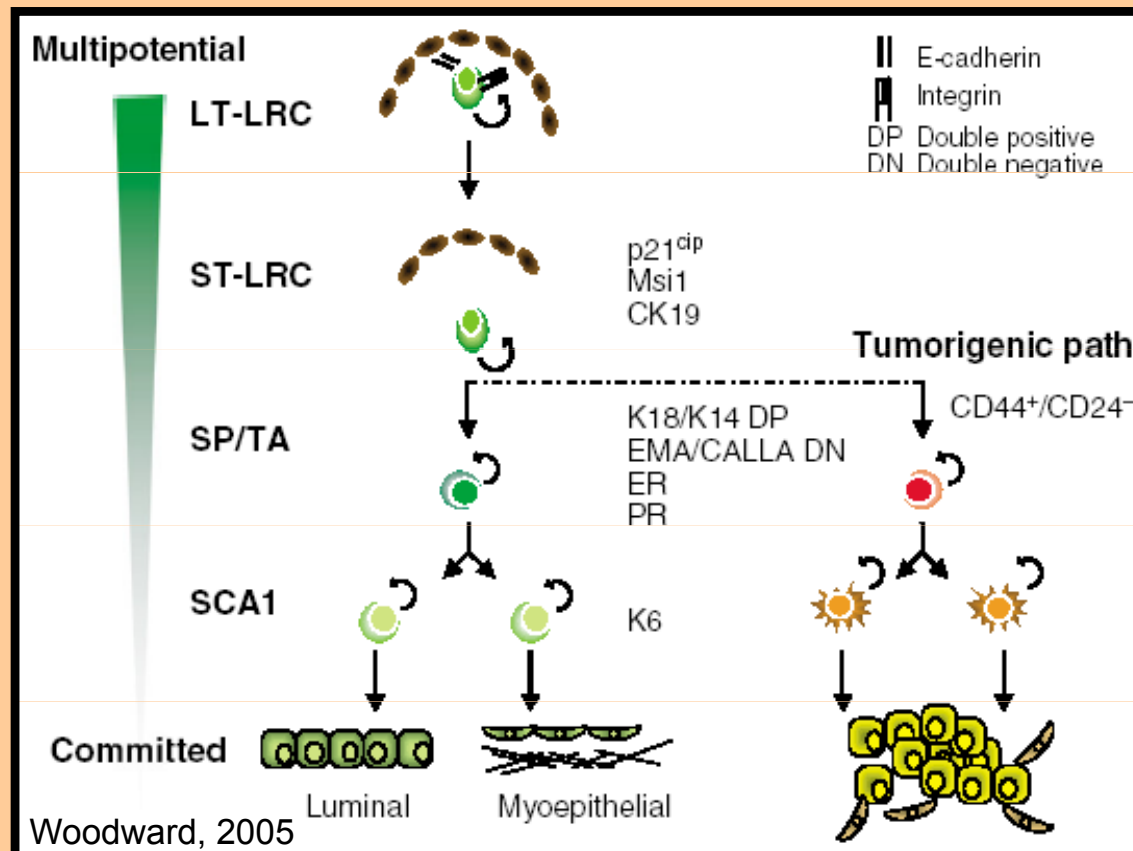 Multipotential
LT-LRC
E-cadherin
Integrin
DP Double positive
DN Double negative
ST-LRC
p21cip
Msi1
CK19
Tumorigenic path
CD44+/CD24–
SP/TA
K18/K14 DP
EMA/CALLA DN
ER
PR
SCA1
K6
Committed
Luminal
Myoepithelial
Woodward, 2005